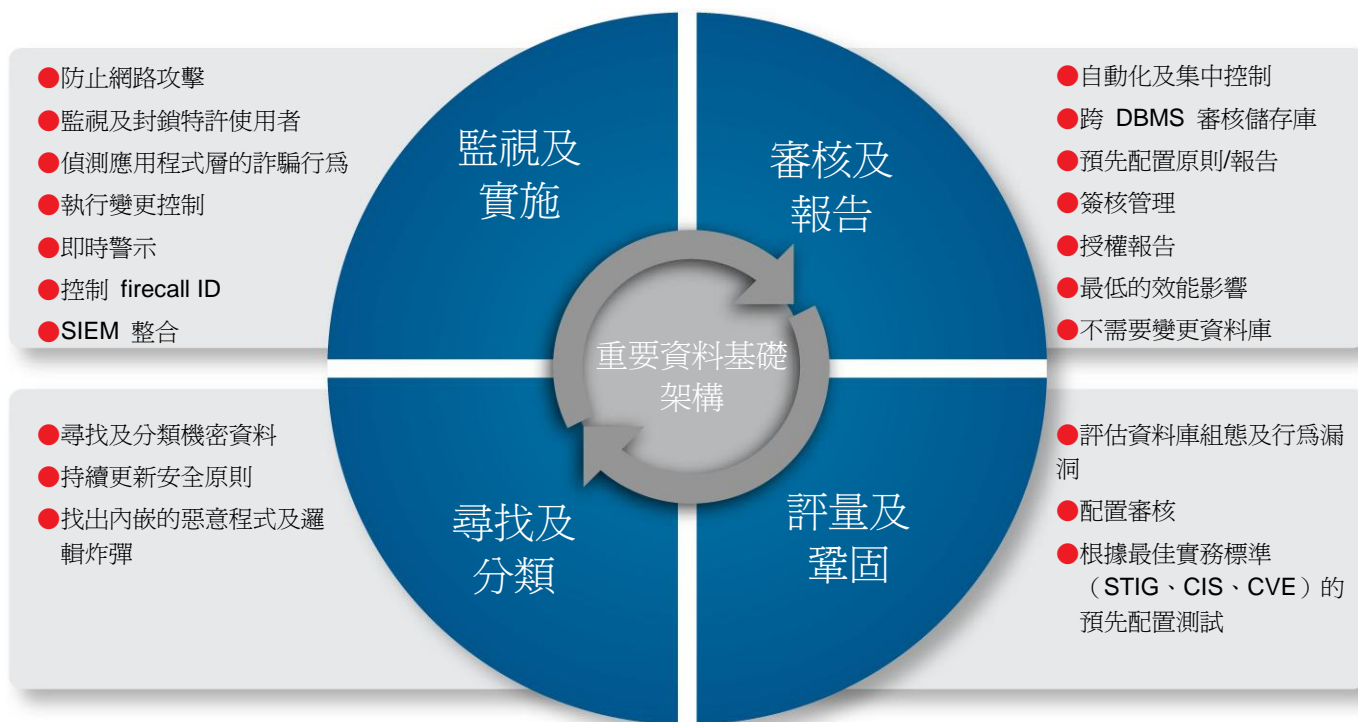 ●防止網路攻擊
●監視及封鎖特許使用者
●偵測應用程式層的詐騙行為
●執行變更控制
●即時警示
●控制 firecall ID
●SIEM 整合
監視及
實施
審核及
報告
●自動化及集中控制
●跨 DBMS 審核儲存庫
●預先配置原則/報告
●簽核管理
●授權報告
●最低的效能影響
●不需要變更資料庫
重要資料基礎
架構
●尋找及分類機密資料
●持續更新安全原則
●找出內嵌的惡意程式及邏
輯炸彈
尋找及
分類
評量及
鞏固
●評估資料庫組態及行為漏
洞
●配置審核
●根據最佳實務標準
（STIG、CIS、CVE）的
預先配置測試